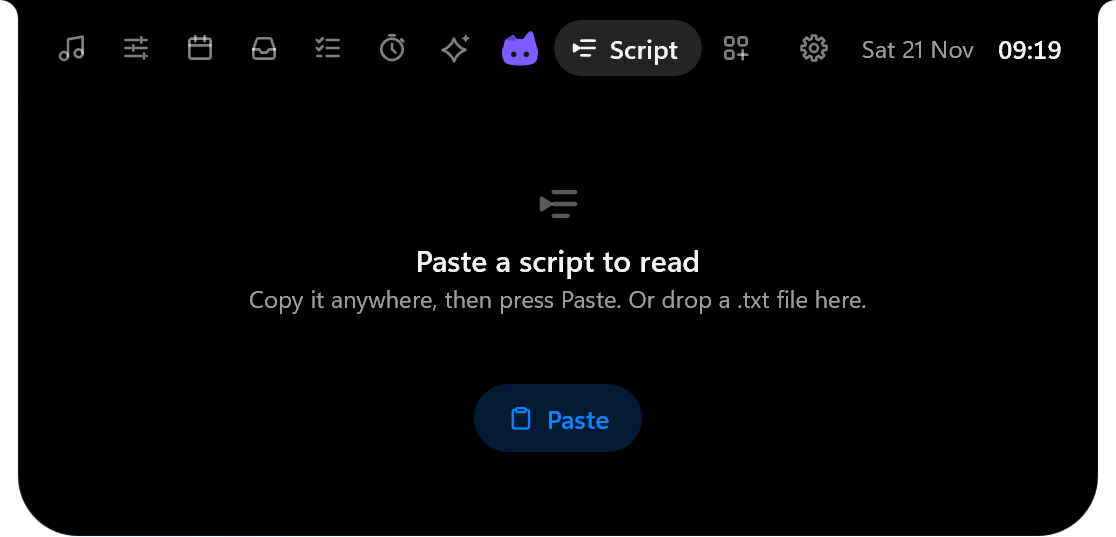 Script Sat 21 Nov 09:19
Paste a script to read
Copy it anywhere, then press Paste. Or drop a .txt file here.
Paste